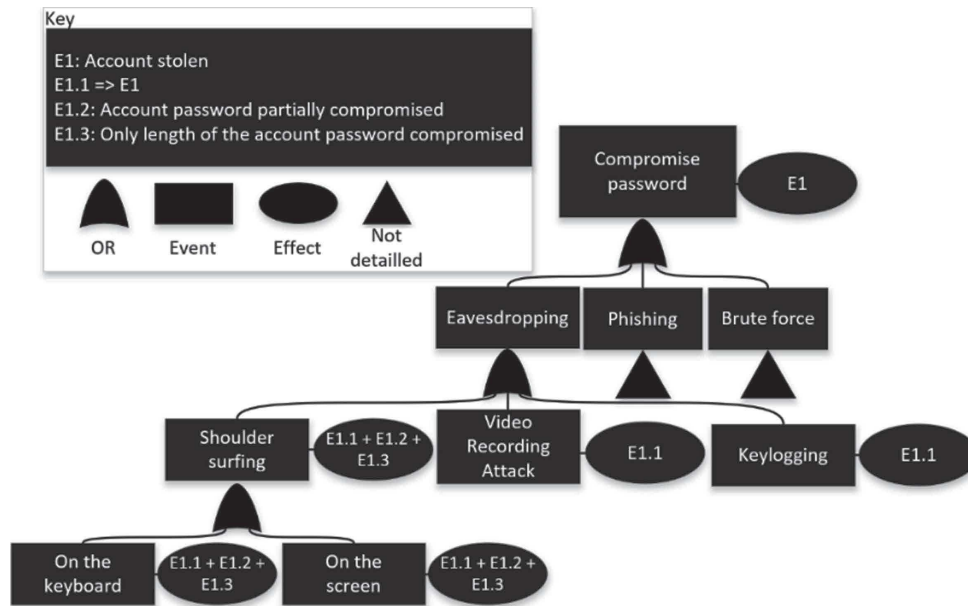 Key
E1: Account stolen
E1.1 => E1
E1.2: Account password partially compromised
E1.3: Only length of the account password compromised
OR
Event
Effect
Not
detailled
Compromise
password
E1
Eavesdropping
Phishing
Brute force
Shoulder
surfing
E1.1 + E1.2 +
E1.3
Video
Recording
Attack
E1.1
Keylogging
E1.1
On the
keyboard
E1.1 + E1.2 +
E1.3
On the
screen
E1.1 + E1.2 +
E1.3